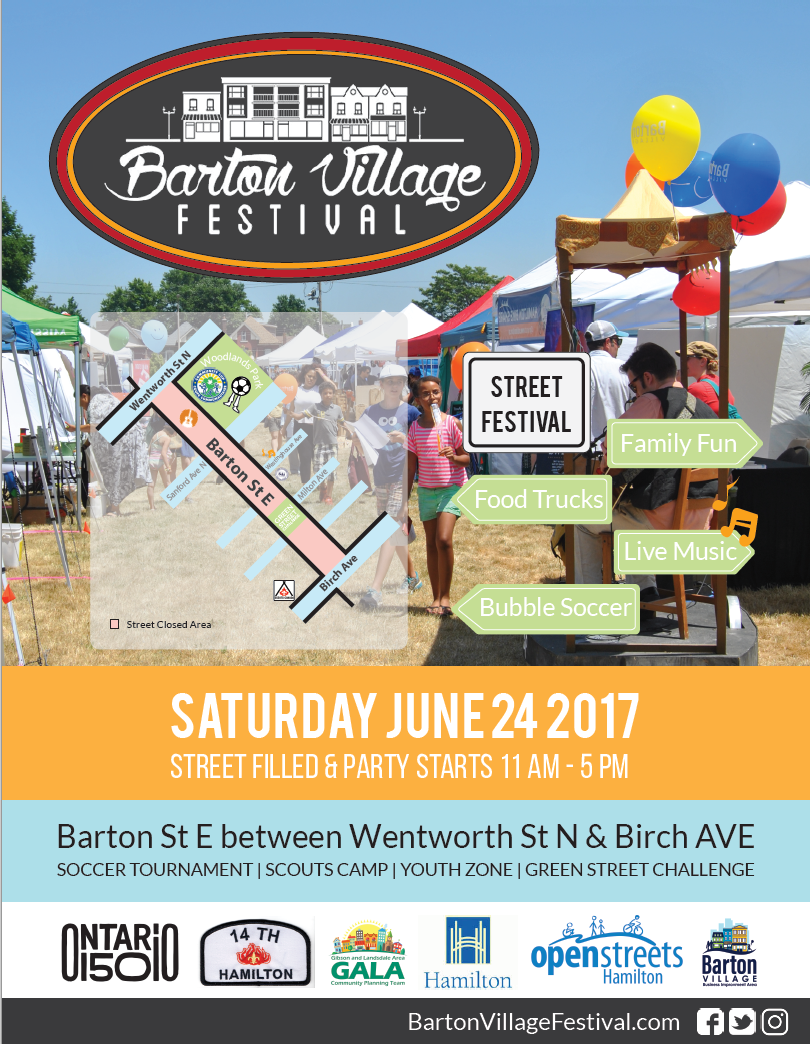 Barton Village
FESTIVAL
Wentworth St N
Woodlands Park
Barton St E
Sanford Ave N
Westinghouse Ave
Milton Ave
GREEN
STREET
Birch Ave
Street Closed Area
STREET
FESTIVAL
Family Fun
Food Trucks
Live Music
Bubble Soccer
SATURDAY JUNE 24 2017
STREET FILLED & PARTY STARTS 11 AM - 5 PM
Barton St E between Wentworth St N & Birch AVE
SOCCER TOURNAMENT | SCOUTS CAMP | YOUTH ZONE | GREEN STREET CHALLENGE
ONTARiO
150
14 TH
HAMILTON
Gibson and Landsdale Area
GALA
Community Planning Team
Hamilton
openstreets
Hamilton
Barton
VILLAGE
Business Improvement Area
BartonVillageFestival.com